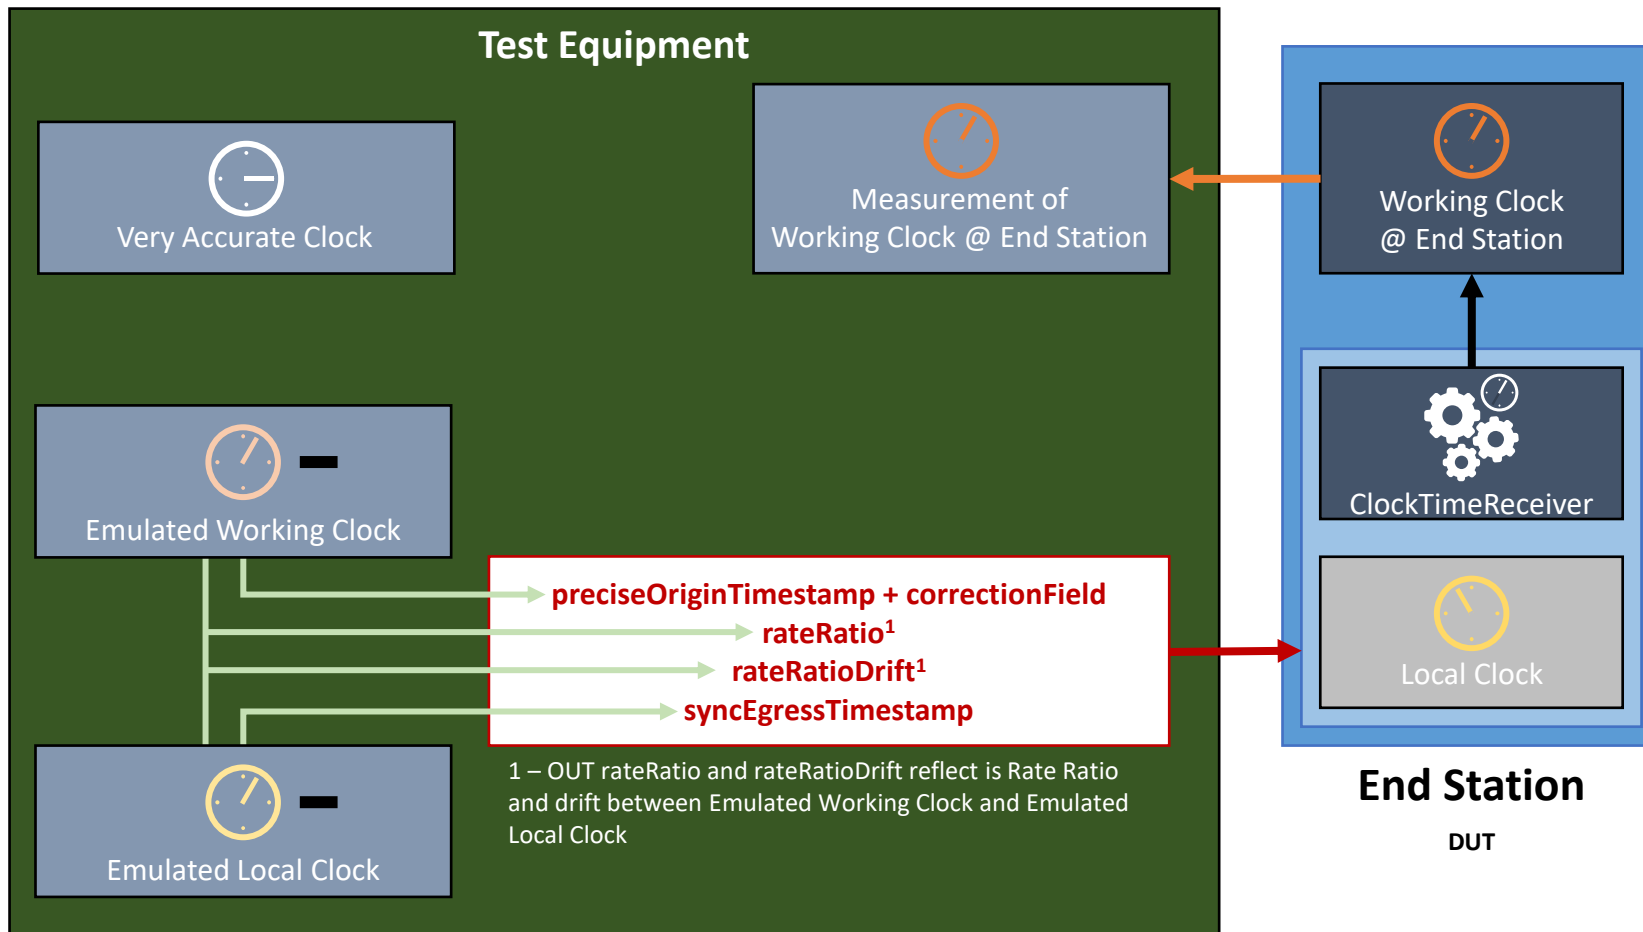 Test Equipment
Very Accurate Clock
Measurement of
Working Clock @ End Station
Working Clock
@ End Station
Emulated Working Clock
ClockTimeReceiver
preciseOriginTimestamp + correctionField
rateRatio¹
rateRatioDrift¹
syncEgressTimestamp
Local Clock
Emulated Local Clock
1 – OUT rateRatio and rateRatioDrift reflect is Rate Ratio
and drift between Emulated Working Clock and Emulated
Local Clock
End Station
DUT